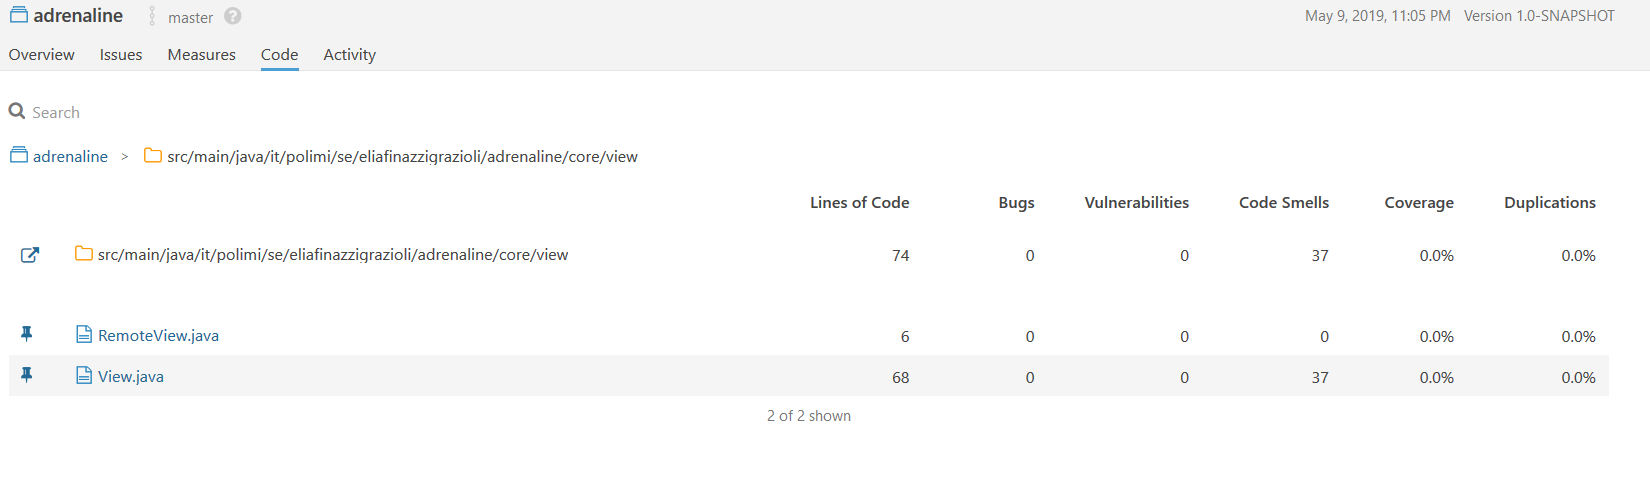 adrenaline master ? May 9, 2019, 11:05 PM Version 1.0-SNAPSHOT
Overview Issues Measures Code Activity
Search
adrenaline > src/main/java/it/polimi/se/eliafinazzigrazioli/adrenaline/core/view
Lines of Code Bugs Vulnerabilities Code Smells Coverage Duplications
src/main/java/it/polimi/se/eliafinazzigrazioli/adrenaline/core/view 74 0 0 37 0.0% 0.0%
RemoteView.java 6 0 0 0 0.0% 0.0%
View.java 68 0 0 37 0.0% 0.0%
2 of 2 shown